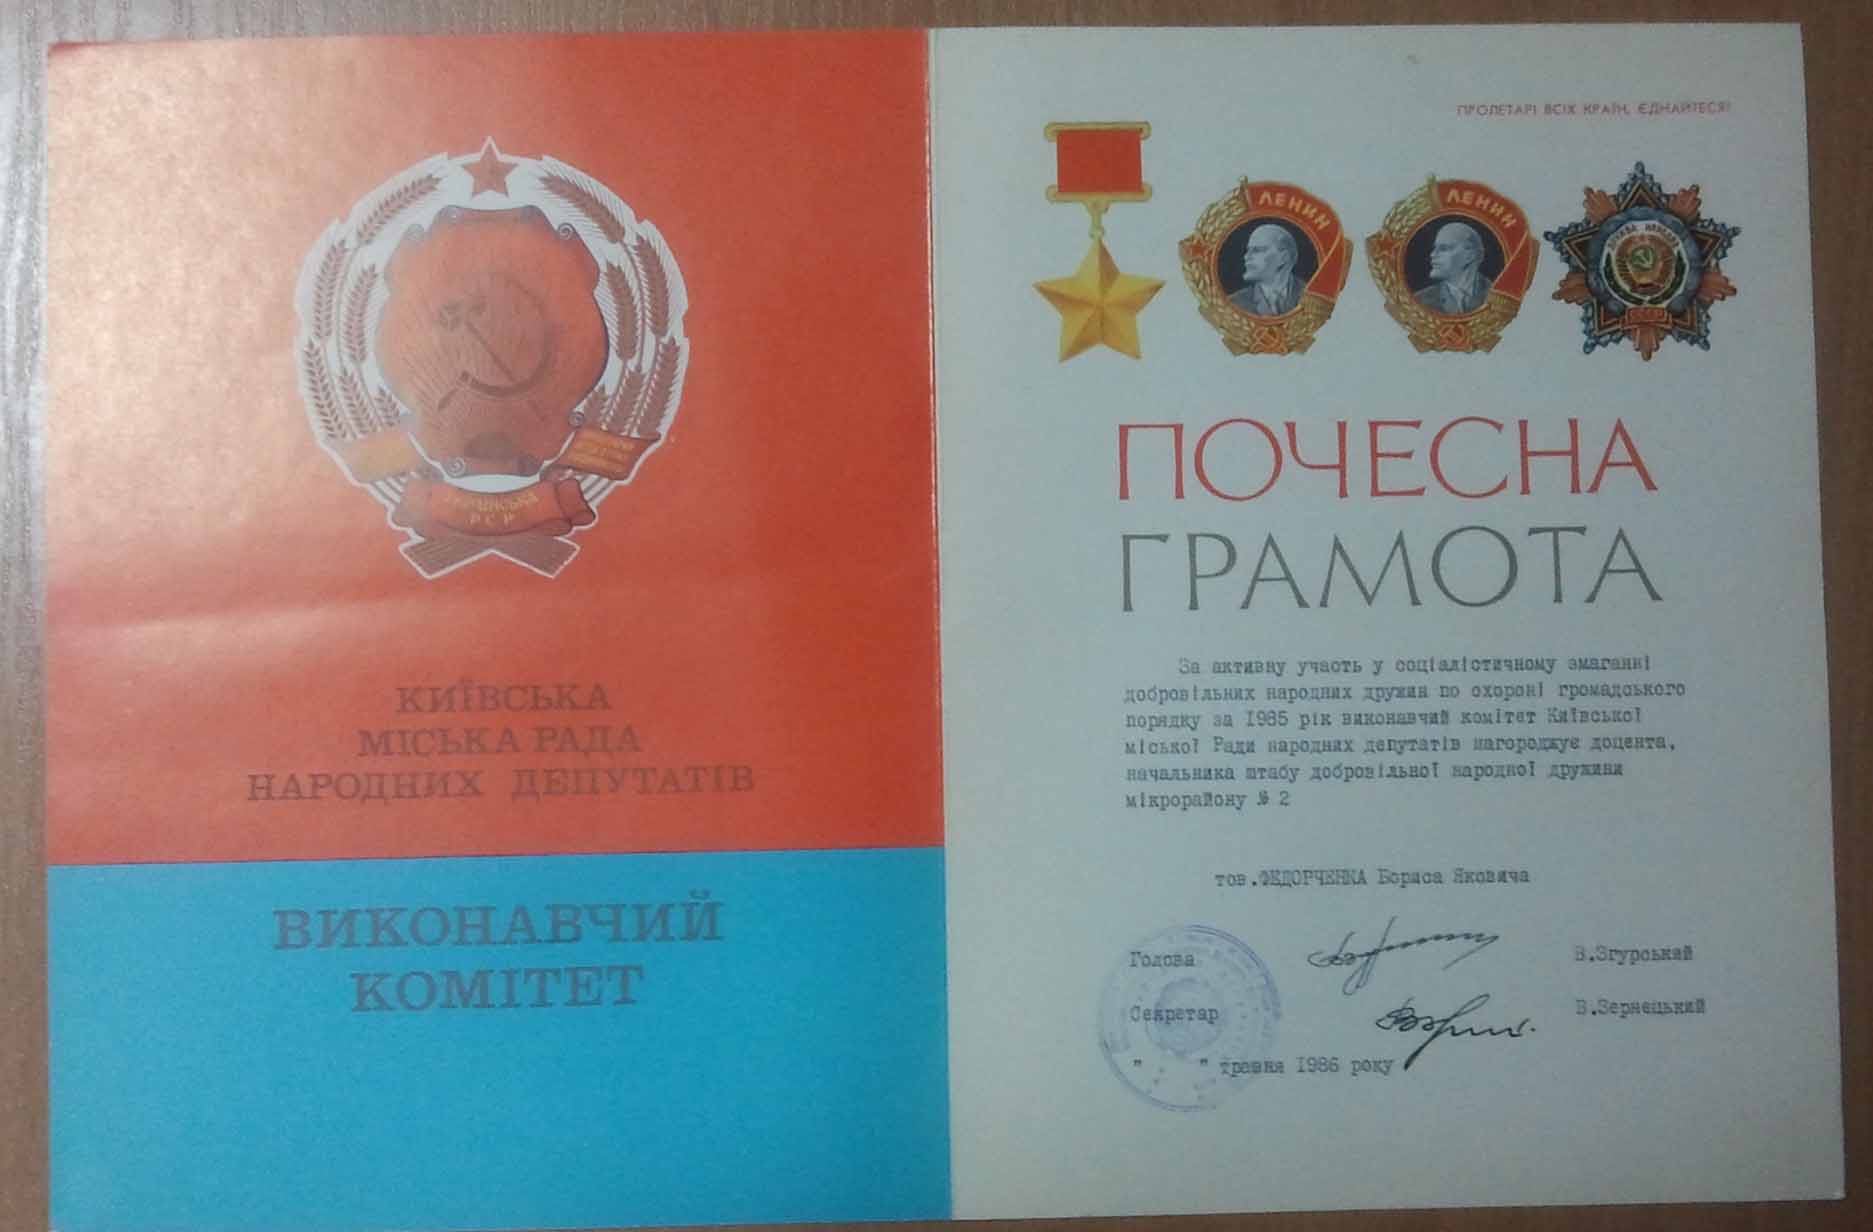 УКРАЇНСЬКА
РСР
КИЇВСЬКА
МІСЬКА РАДА
НАРОДНИХ ДЕПУТАТІВ
ВИКОНАВЧИЙ
КОМІТЕТ
ПРОЛЕТАРІ ВСІХ КРАЇН, ЄДНАЙТЕСЯ!
ЛЕНИН
ЛЕНИН
СССР
ПОЧЕСНА
ГРАМОТА
За активну участь у соціалістичному змаганні
добровільних народних дружин по охороні громадського
порядку за 1985 рік виконавчий комітет Київської
міської Ради народних депутатів нагороджує доцента,
начальника штабу добровільної народної дружини
мікрорайону № 2
тов.ФЕДОРЧЕНКА Бориса Яковича
Голова В.Згурський
Секретар В.Зернецький
" " травня 1986 року